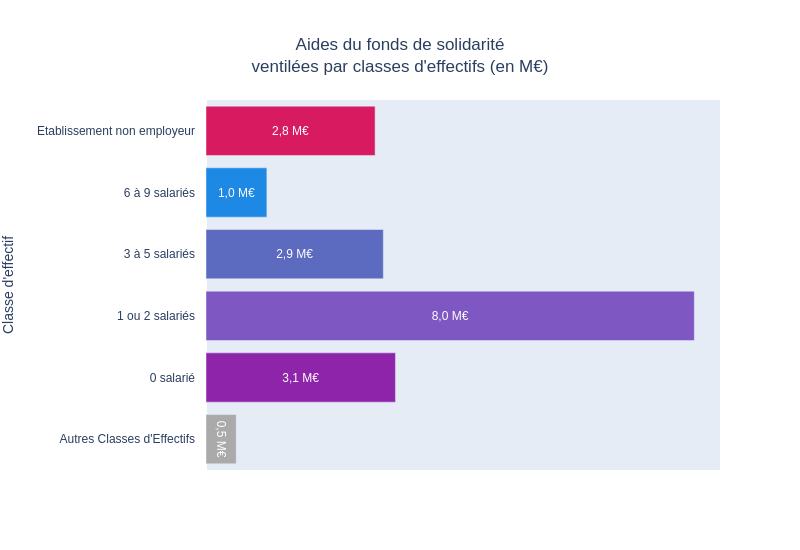 Aides du fonds de solidarité
ventilées par classes d'effectifs (en M€)
Classe d'effectif
Etablissement non employeur
2,8 M€
6 à 9 salariés
1,0 M€
3 à 5 salariés
2,9 M€
1 ou 2 salariés
8,0 M€
0 salarié
3,1 M€
Autres Classes d'Effectifs
0,5 M€